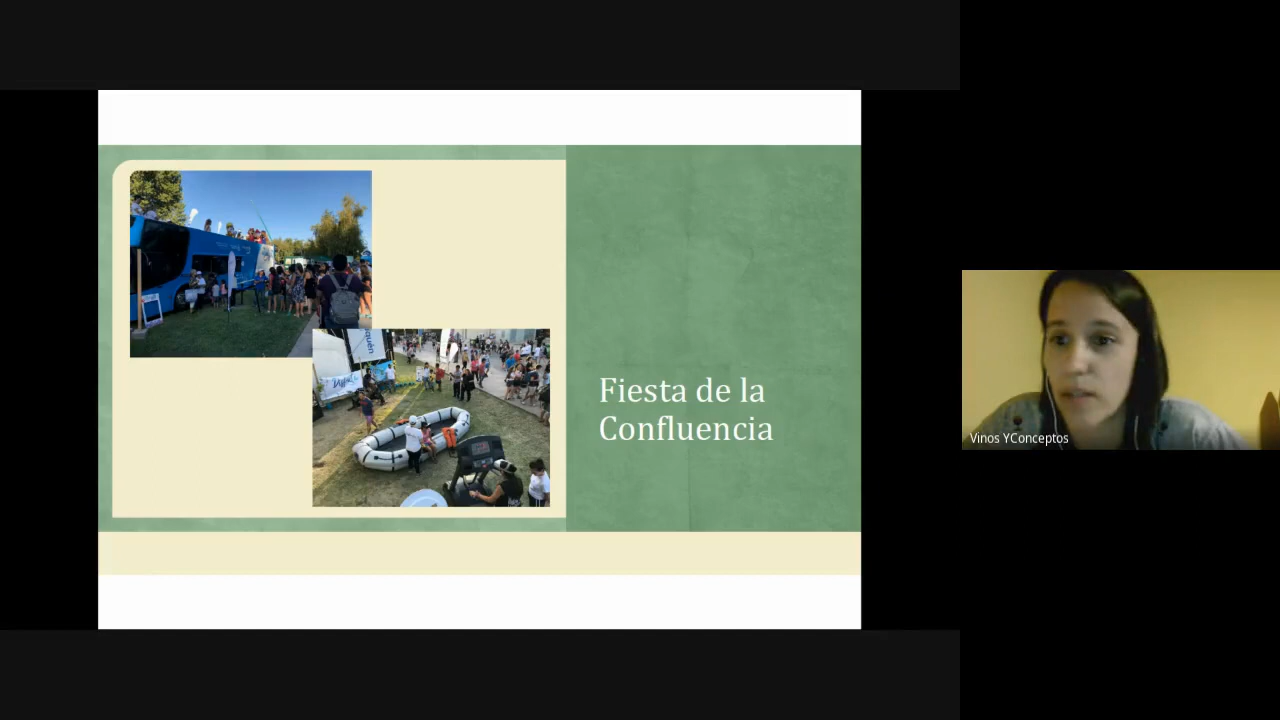 Fiesta de la
Confluencia
Vinos YConceptos